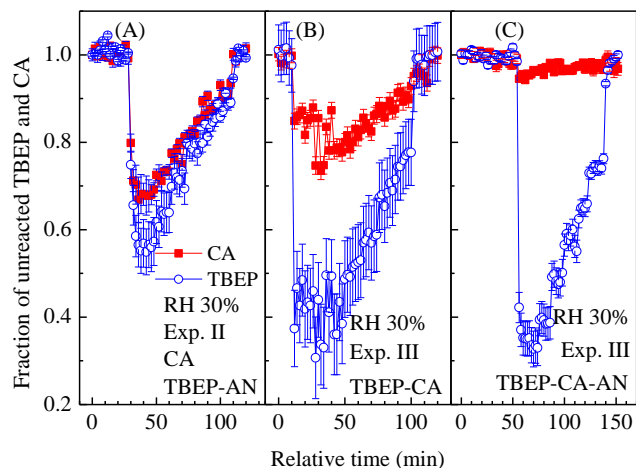 Fraction of unreacted TBEP and CA
1.0
0.8
0.6
0.4
0.2
(A)
CA
TBEP
RH 30%
Exp. II
CA
TBEP-AN
0
50
100
(B)
RH 30%
Exp. III
TBEP-CA
0
50
100
(C)
RH 30%
Exp. III
TBEP-CA-AN
0
50
100
150
Relative time (min)